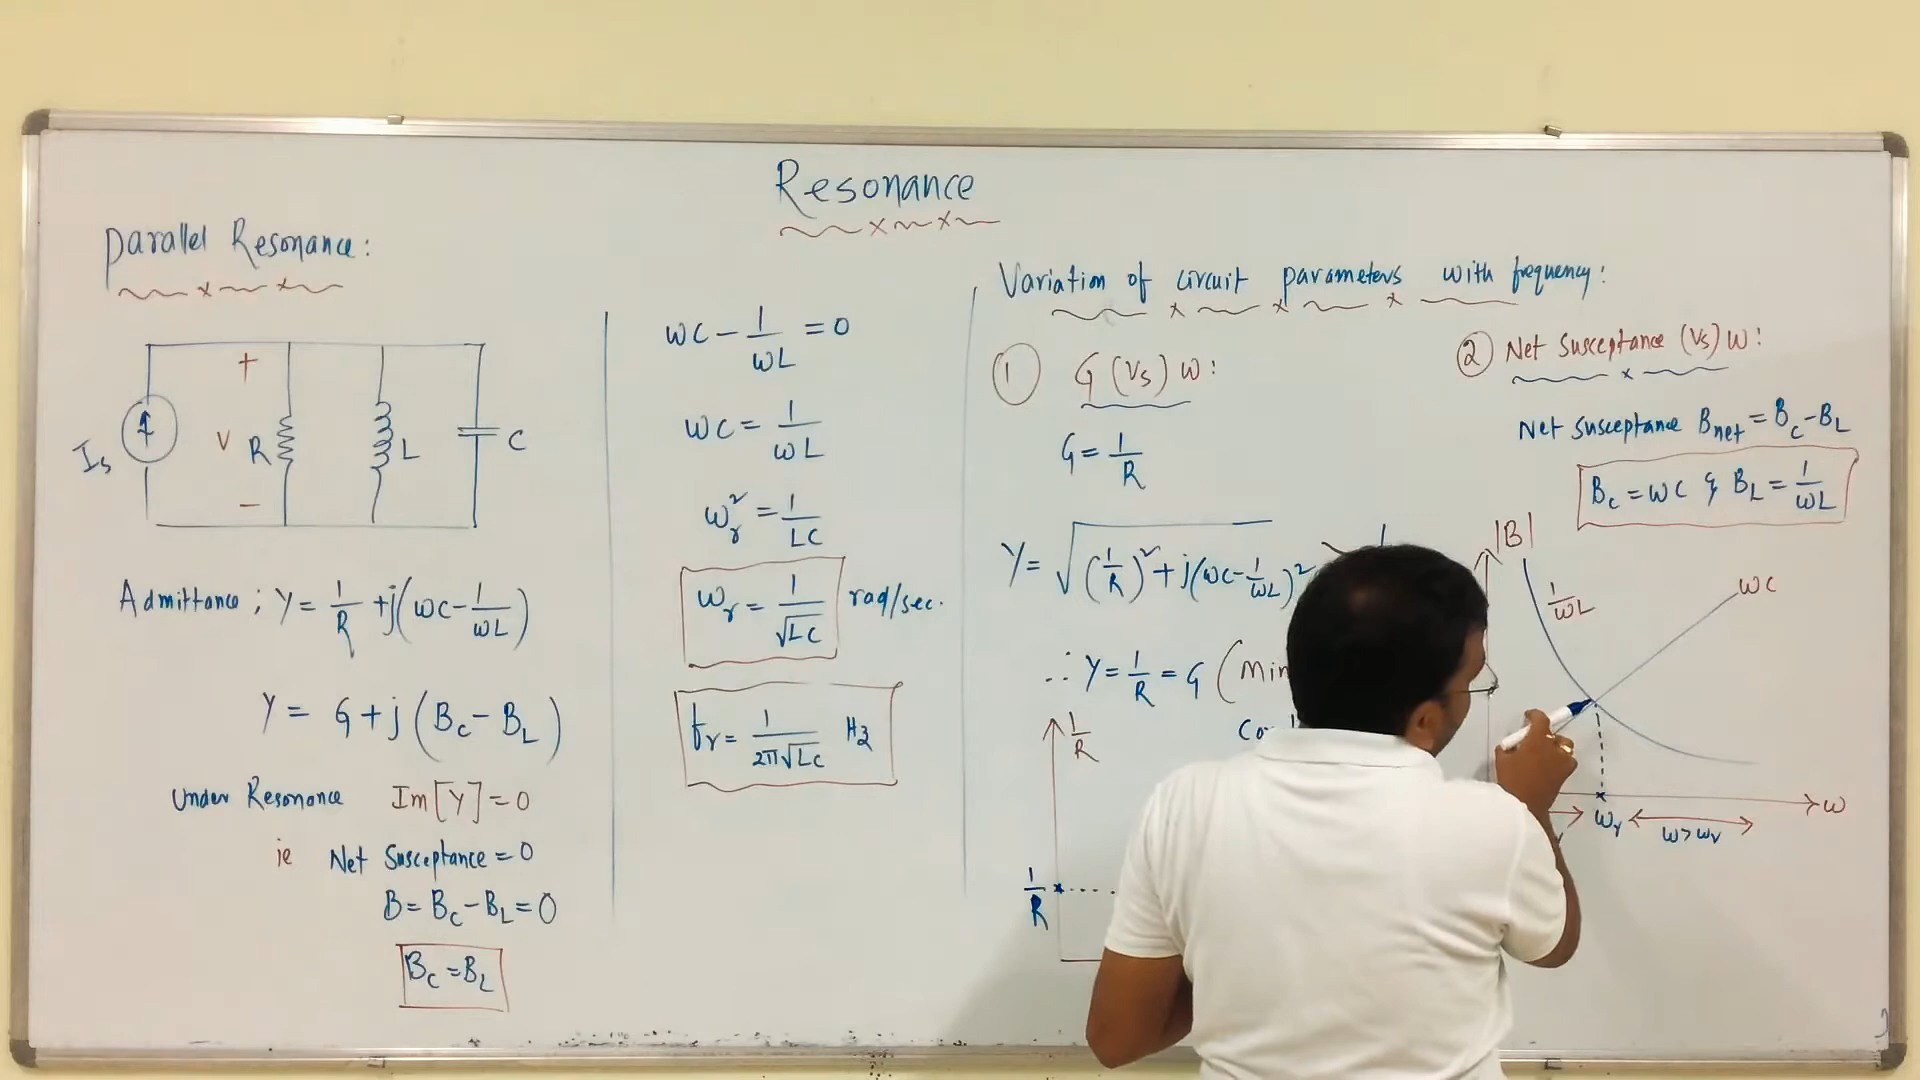 Resonance
Parallel Resonance:
Is
+
V
-
R
L
C
Admittance; Y = 1/R + j(ωC - 1/ωL)
Y = G + j(Bc - BL)
Under Resonance Im[Y] = 0
ie Net Susceptance = 0
B = Bc - BL = 0
Bc = BL
ωC - 1/ωL = 0
ωC = 1/ωL
ωr² = 1/LC
ωr = 1/√LC rad/sec.
fr = 1/2π√LC Hz
Variation of circuit parameters with frequency:
① G (Vs) ω:
G = 1/R
Y = √(1/R)² + j(ωC - 1/ωL)²
∴ Y = 1/R = G (Min
1/R
1/R
② Net Susceptance (Vs) ω:
Net Susceptance Bnet = Bc - BL
Bc = ωC & BL = 1/ωL
|B|
1/ωL
ωC
ω
ωr
ω > ωr